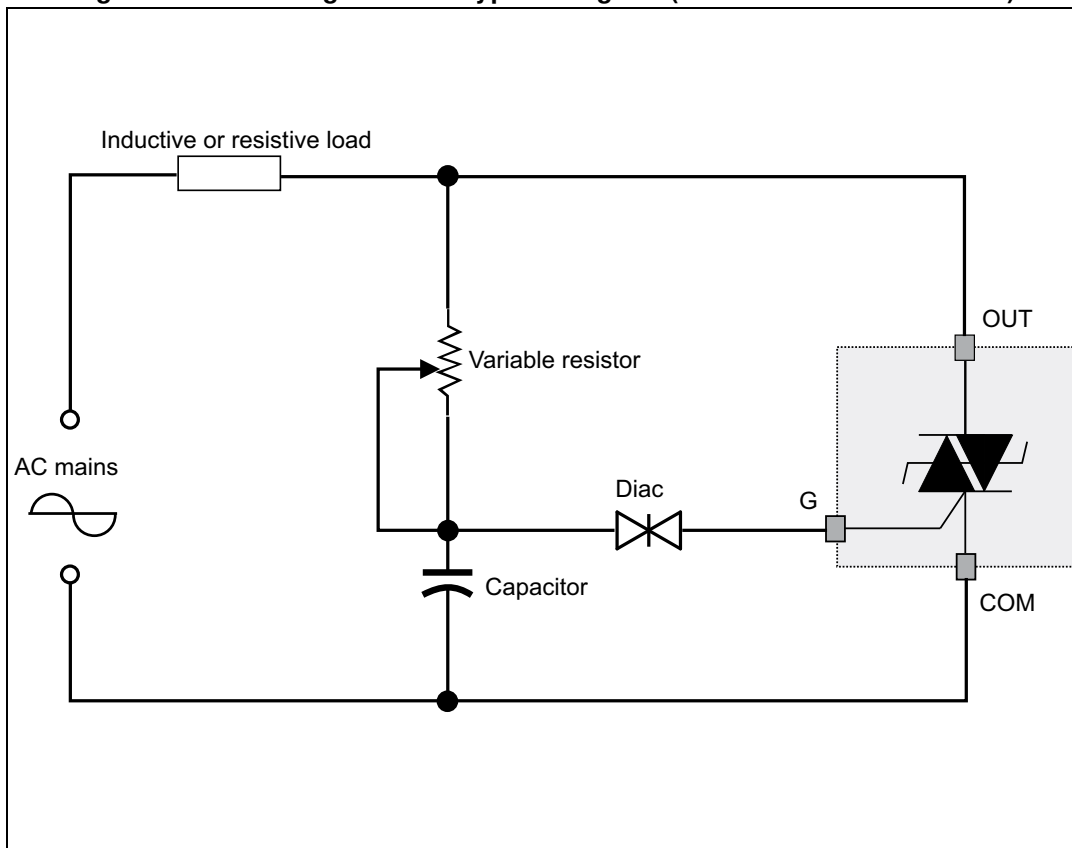 Inductive or resistive load
OUT
Variable resistor
AC mains
Diac
G
Capacitor
COM